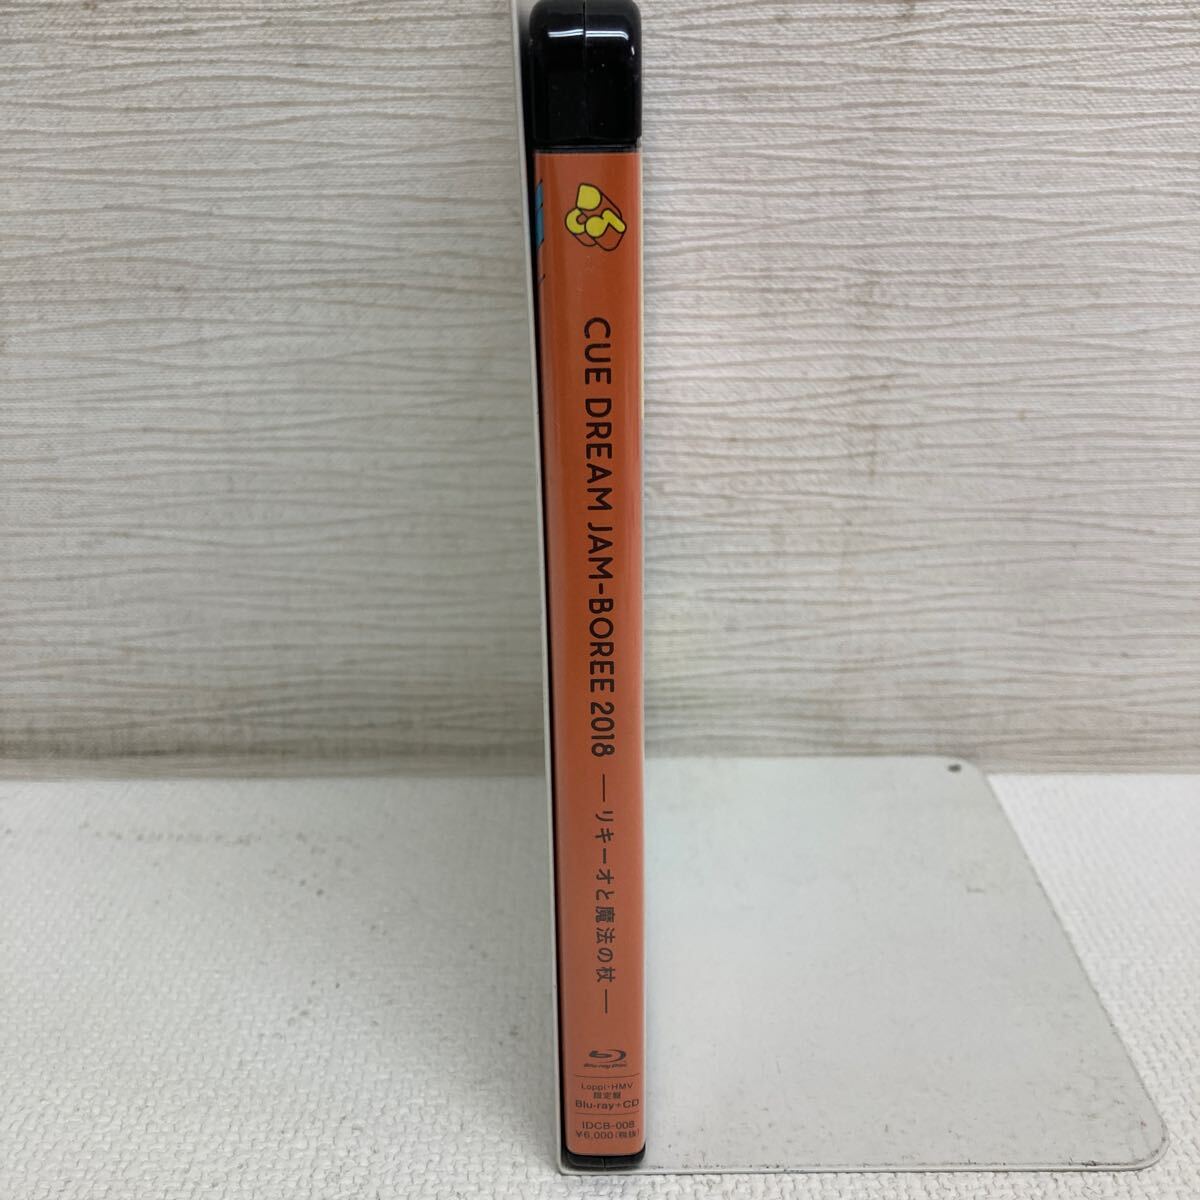 CUE DREAM JAM-BOREE 2018 —リキーオと魔法の杖—
Blu-ray Disc
Loppi・HMV
限定盤
Blu-ray+CD
IDCB-008
¥6,000(税抜)